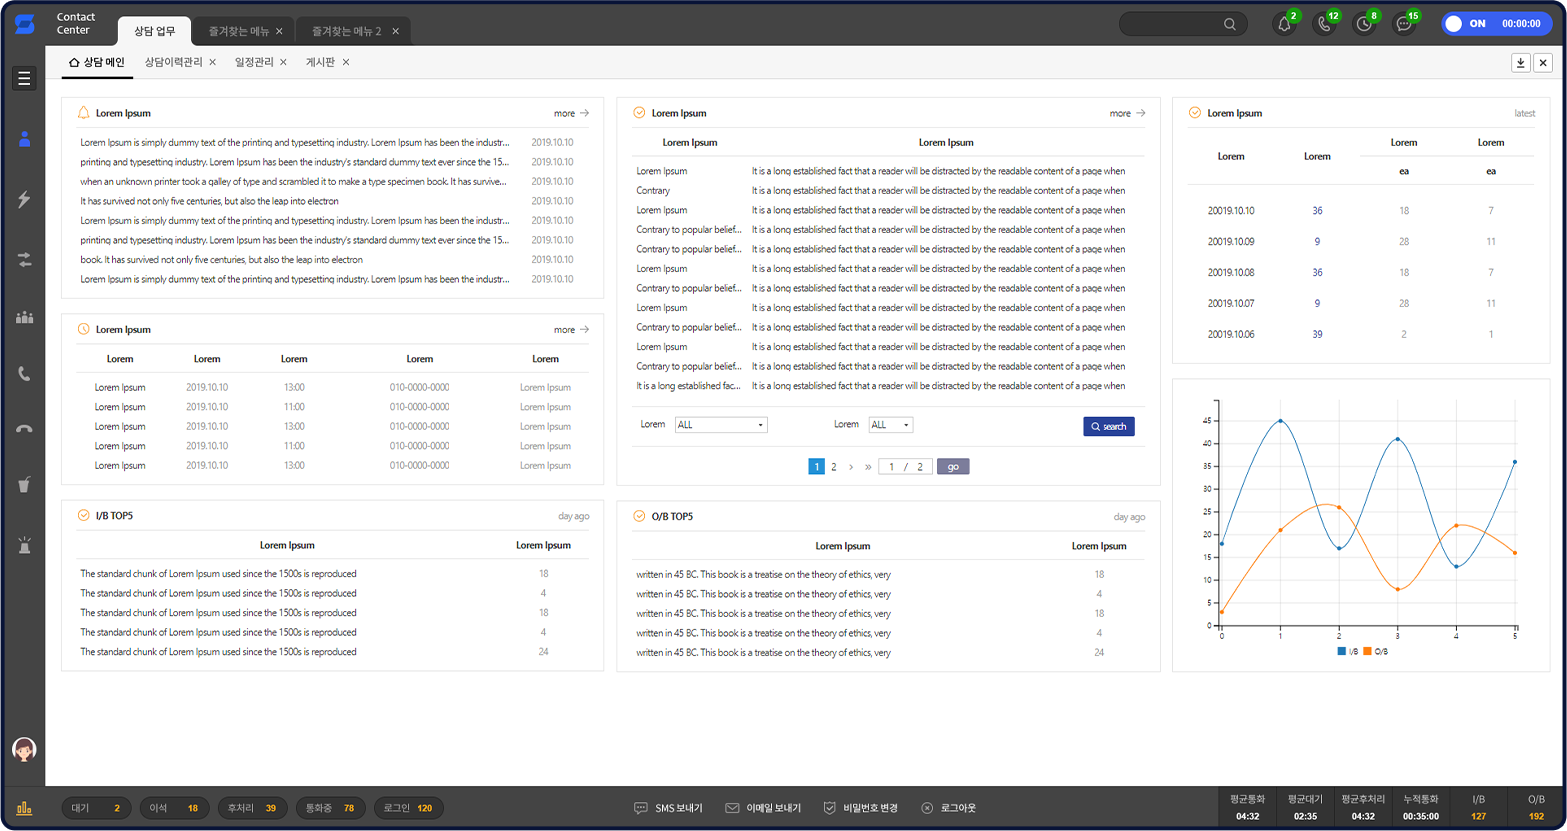 Contact
Center
상담 업무
즐겨찾는 메뉴 ×
즐겨찾는 메뉴 2 ×
2
12
8
15
ON 00:00:00
상담 메인
상담이력관리 ×
일정관리 ×
게시판 ×
Lorem Ipsum more →
Lorem Ipsum is simply dummy text of the printing and typesetting industry. Lorem Ipsum has been the industr... 2019.10.10
printing and typesetting industry. Lorem Ipsum has been the industry's standard dummy text ever since the 15... 2019.10.10
when an unknown printer took a galley of type and scrambled it to make a type specimen book. It has survive... 2019.10.10
It has survived not only five centuries, but also the leap into electron 2019.10.10
Lorem Ipsum is simply dummy text of the printing and typesetting industry. Lorem Ipsum has been the industr... 2019.10.10
printing and typesetting industry. Lorem Ipsum has been the industry's standard dummy text ever since the 15... 2019.10.10
book. It has survived not only five centuries, but also the leap into electron 2019.10.10
Lorem Ipsum is simply dummy text of the printing and typesetting industry. Lorem Ipsum has been the industr... 2019.10.10
Lorem Ipsum more →
Lorem Lorem Lorem Lorem Lorem
Lorem Ipsum 2019.10.10 13:00 010-0000-0000 Lorem Ipsum
Lorem Ipsum 2019.10.10 11:00 010-0000-0000 Lorem Ipsum
Lorem Ipsum 2019.10.10 13:00 010-0000-0000 Lorem Ipsum
Lorem Ipsum 2019.10.10 11:00 010-0000-0000 Lorem Ipsum
Lorem Ipsum 2019.10.10 13:00 010-0000-0000 Lorem Ipsum
I/B TOP5 day ago
Lorem Ipsum Lorem Ipsum
The standard chunk of Lorem Ipsum used since the 1500s is reproduced 18
The standard chunk of Lorem Ipsum used since the 1500s is reproduced 4
The standard chunk of Lorem Ipsum used since the 1500s is reproduced 18
The standard chunk of Lorem Ipsum used since the 1500s is reproduced 4
The standard chunk of Lorem Ipsum used since the 1500s is reproduced 24
Lorem Ipsum more →
Lorem Ipsum Lorem Ipsum
Lorem Ipsum It is a long established fact that a reader will be distracted by the readable content of a page when
Contrary It is a long established fact that a reader will be distracted by the readable content of a page when
Lorem Ipsum It is a long established fact that a reader will be distracted by the readable content of a page when
Contrary to popular belief... It is a long established fact that a reader will be distracted by the readable content of a page when
Contrary to popular belief... It is a long established fact that a reader will be distracted by the readable content of a page when
Lorem Ipsum It is a long established fact that a reader will be distracted by the readable content of a page when
Contrary to popular belief... It is a long established fact that a reader will be distracted by the readable content of a page when
Lorem Ipsum It is a long established fact that a reader will be distracted by the readable content of a page when
Contrary to popular belief... It is a long established fact that a reader will be distracted by the readable content of a page when
Lorem Ipsum It is a long established fact that a reader will be distracted by the readable content of a page when
Contrary to popular belief... It is a long established fact that a reader will be distracted by the readable content of a page when
It is a long established fac... It is a long established fact that a reader will be distracted by the readable content of a page when
Lorem ALL Lorem ALL search
1 2 › » 1 / 2 go
O/B TOP5 day ago
Lorem Ipsum Lorem Ipsum
written in 45 BC. This book is a treatise on the theory of ethics, very 18
written in 45 BC. This book is a treatise on the theory of ethics, very 4
written in 45 BC. This book is a treatise on the theory of ethics, very 18
written in 45 BC. This book is a treatise on the theory of ethics, very 4
written in 45 BC. This book is a treatise on the theory of ethics, very 24
Lorem Ipsum latest
Lorem Lorem Lorem Lorem
ea ea
20019.10.10 36 18 7
20019.10.09 9 28 11
20019.10.08 36 18 7
20019.10.07 9 28 11
20019.10.06 39 2 1
45
40
35
30
25
20
15
10
5
0
0 1 2 3 4 5
I/B O/B
대기 2
이석 18
후처리 39
통화중 78
로그인 120
SMS 보내기
이메일 보내기
비밀번호 변경
로그아웃
평균통화 평균대기 평균후처리 누적통화 I/B O/B
04:32 02:35 04:32 00:35:00 127 192